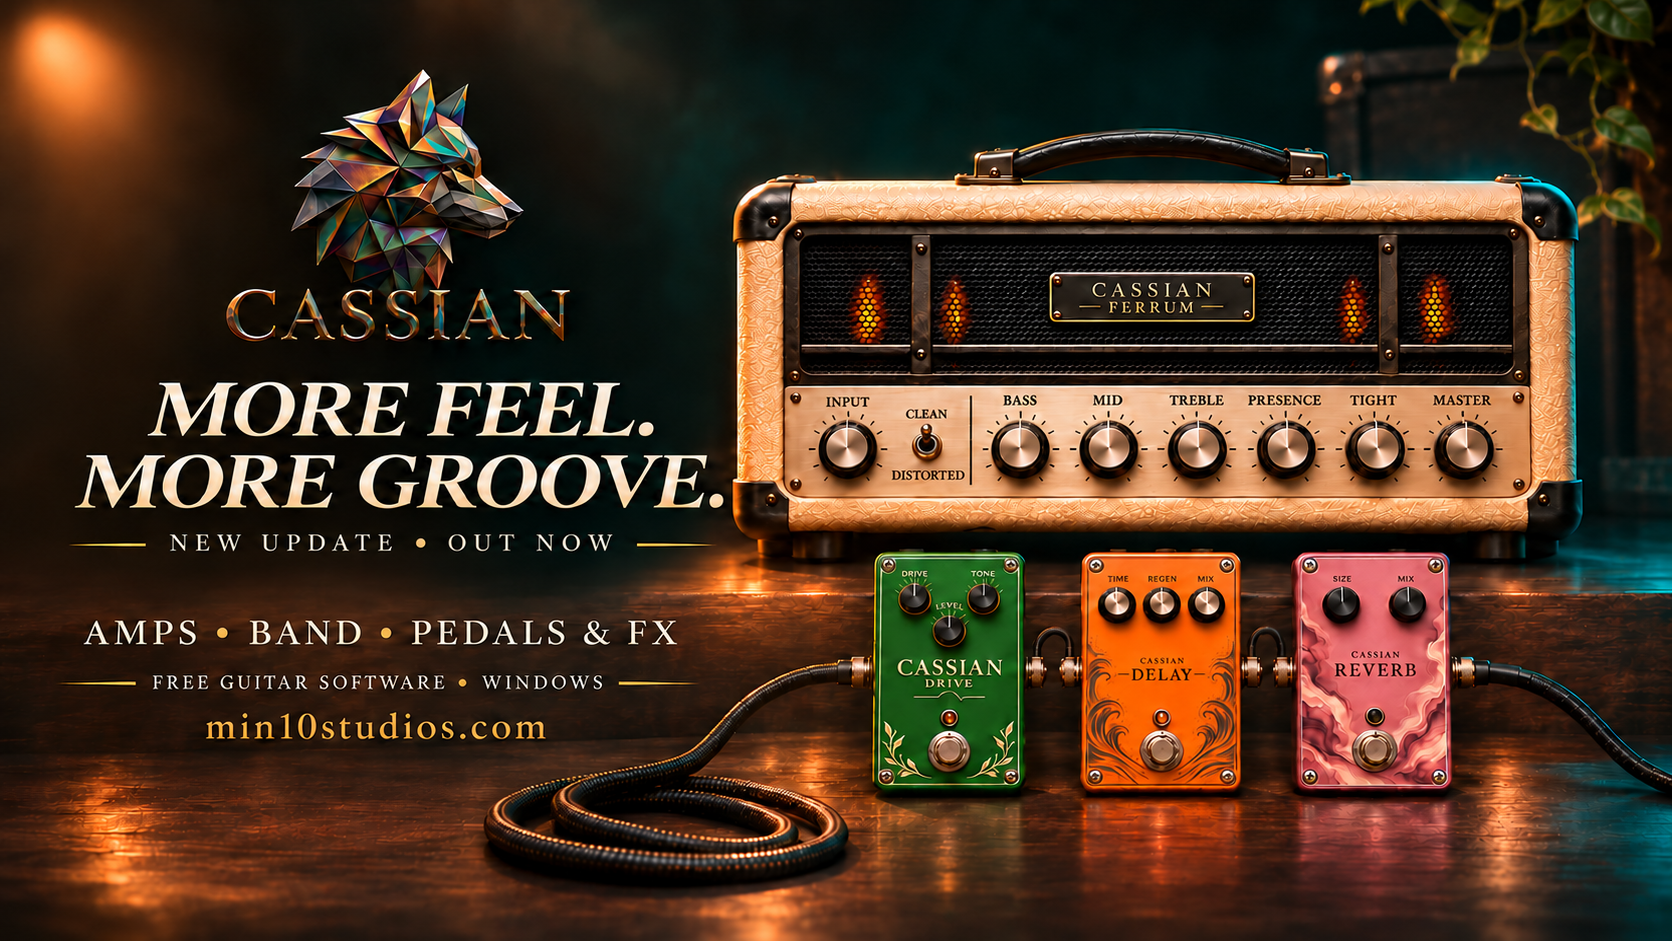 CASSIAN
MORE FEEL.
MORE GROOVE.
NEW UPDATE • OUT NOW
AMPS • BAND • PEDALS & FX
FREE GUITAR SOFTWARE • WINDOWS
min10studios.com
CASSIAN
FERRUM
INPUT
CLEAN
DISTORTED
BASS
MID
TREBLE
PRESENCE
TIGHT
MASTER
DRIVE
TONE
LEVEL
CASSIAN
DRIVE
TIME
REGEN
MIX
CASSIAN
DELAY
SIZE
MIX
CASSIAN
REVERB